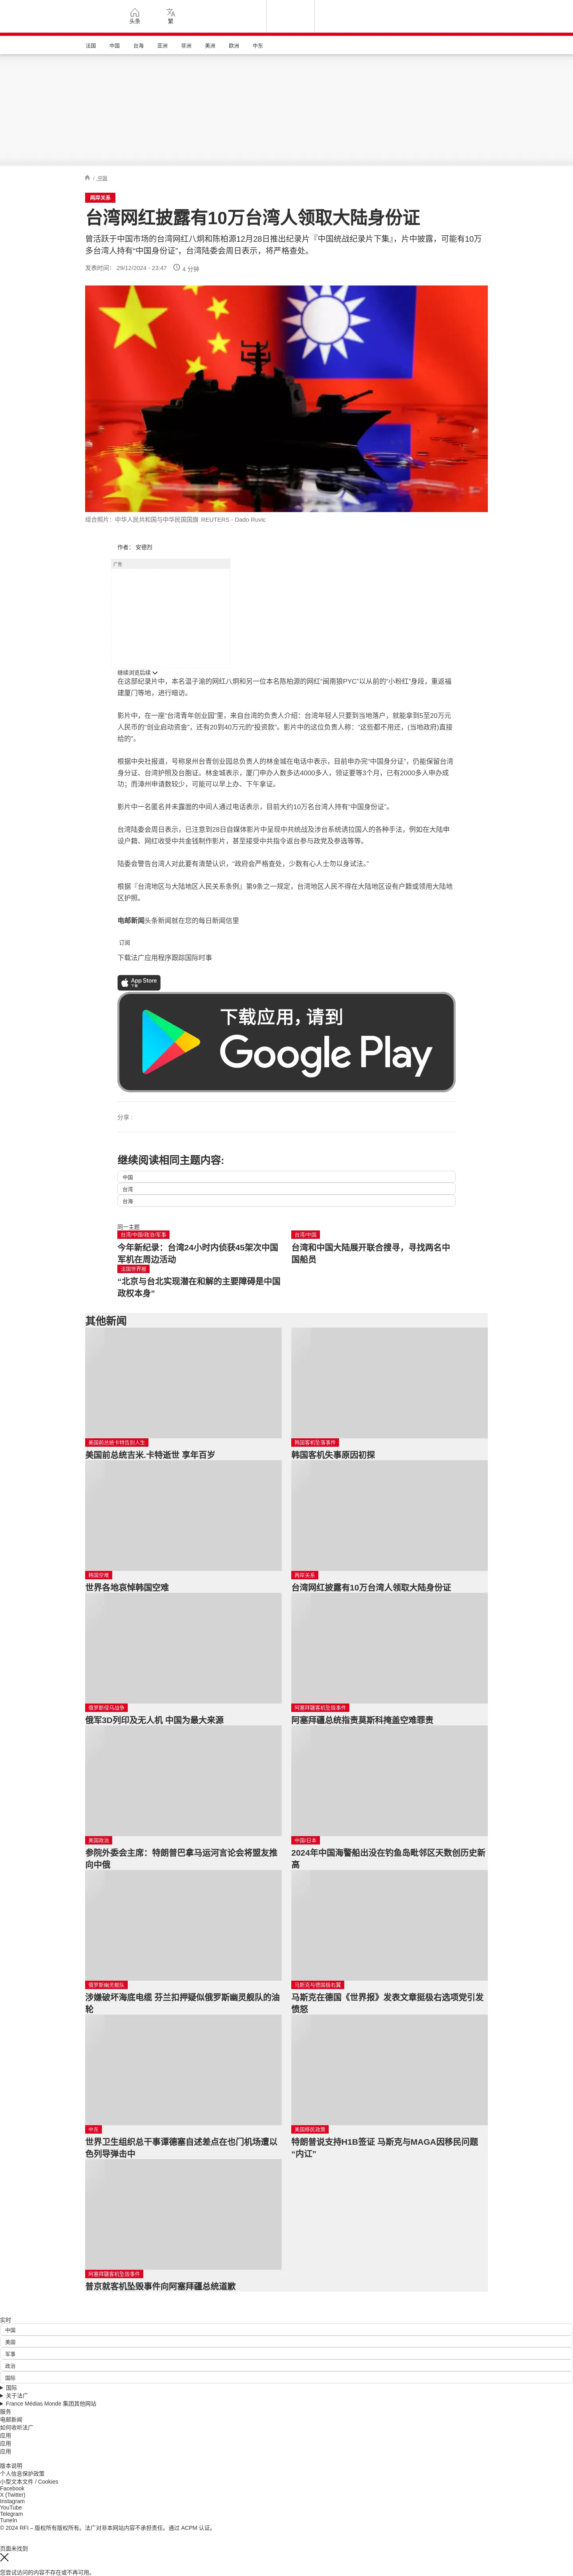 头条
繁
法国 中国 台海 亚洲 非洲 美洲 欧洲 中东
/ 中国
两岸关系
台湾网红披露有10万台湾人领取大陆身份证
曾活跃于中国市场的台湾网红八炯和陈柏源12月28日推出纪录片『中国统战纪录片下集』，片中披露，可能有10万
多台湾人持有“中国身份证”，台湾陆委会周日表示，将严格查处。
发表时间： 29/12/2024 - 23:47 4 分钟
组合照片：中华人民共和国与中华民国国旗 REUTERS - Dado Ruvic
作者： 安德烈
广告
继续浏览后续
在这部纪录片中，本名温子渝的网红八炯和另一位本名陈柏源的网红“闽南狼PYC”以从前的“小粉红”身段，重返福
建厦门等地，进行暗访。
影片中，在一座“台湾青年创业园”里，来自台湾的负责人介绍：台湾年轻人只要到当地落户，就能拿到5至20万元
人民币的“创业启动资金”，还有20到40万元的“投资款”。影片中的这位负责人称：“这些都不用还，(当地政府)直接
给的”。
根据中央社报道，号称泉州台青创业园总负责人的林金城在电话中表示，目前申办完“中国身分证”，仍能保留台湾
身分证、台湾护照及台胞证。林金城表示，厦门申办人数多达4000多人，领证要等3个月，已有2000多人申办成
功；而漳州申请数较少，可能可以早上办、下午拿证。
影片中一名匿名并未露面的中间人通过电话表示，目前大约10万名台湾人持有“中国身份证”。
台湾陆委会周日表示，已注意到28日自媒体影片中呈现中共统战及涉台系统诱拉国人的各种手法，例如在大陆申
设户籍、网红收受中共金钱制作影片，甚至接受中共指令返台参与政党及参选等等。
陆委会警告台湾人对此要有清楚认识，“政府会严格查处，少数有心人士勿以身试法。”
根据『台湾地区与大陆地区人民关系条例』第9条之一规定，台湾地区人民不得在大陆地区设有户籍或领用大陆地
区护照。
电邮新闻头条新闻就在您的每日新闻信里
订阅
下载法广应用程序跟踪国际时事
App Store
下载
下载应用，请到
Google Play
分享 :
继续阅读相同主题内容:
中国
台湾
台海
同一主题
台湾/中国/政治/军事
今年新纪录：台湾24小时内侦获45架次中国
军机在周边活动
台湾/中国
台湾和中国大陆展开联合搜寻，寻找两名中
国船员
法国世界报
“北京与台北实现潜在和解的主要障碍是中国
政权本身”
其他新闻
美国前总统卡特告别人生
美国前总统吉米.卡特逝世 享年百岁
韩国客机坠落事件
韩国客机失事原因初探
韩国空难
世界各地哀悼韩国空难
两岸关系
台湾网红披露有10万台湾人领取大陆身份证
俄罗斯侵乌战争
俄军3D列印及无人机 中国为最大来源
阿塞拜疆客机坠毁事件
阿塞拜疆总统指责莫斯科掩盖空难罪责
美国政治
参院外委会主席：特朗普巴拿马运河言论会将盟友推
向中俄
中国/日本
2024年中国海警船出没在钓鱼岛毗邻区天数创历史新
高
俄罗斯幽灵舰队
涉嫌破坏海底电缆 芬兰扣押疑似俄罗斯幽灵舰队的油
轮
马斯克与德国极右翼
马斯克在德国《世界报》发表文章挺极右选项党引发
愤怒
中东
世界卫生组织总干事谭德塞自述差点在也门机场遭以
色列导弹击中
美国移民政策
特朗普说支持H1B签证 马斯克与MAGA因移民问题
“内讧”
阿塞拜疆客机坠毁事件
普京就客机坠毁事件向阿塞拜疆总统道歉
实时
中国
美国
军事
政治
国际
国际
关于法广
France Médias Monde 集团其他网站
服务
电邮新闻
如何收听法广
应用
应用
应用
版本说明
个人信息保护政策
小型文本文件 / Cookies
Facebook
X (Twitter)
Instagram
YouTube
Telegram
TuneIn
© 2024 RFI – 版权所有版权所有。法广对非本网站内容不承担责任。通过 ACPM 认证。
页面未找到
您尝试访问的内容不存在或不再可用。